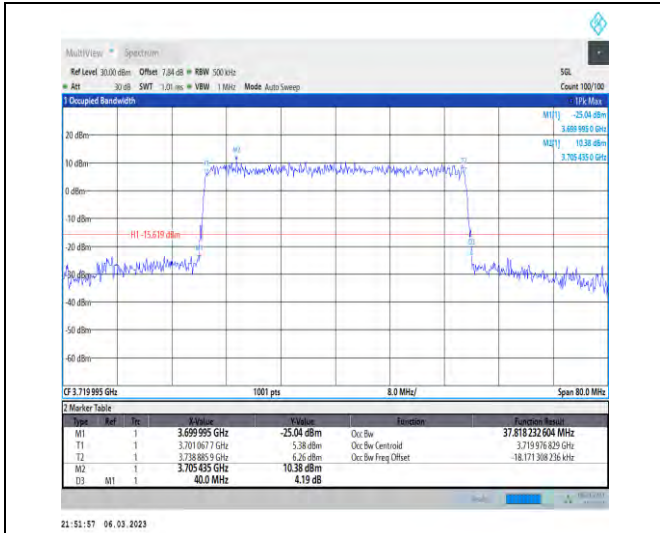 MultiView Spectrum
Ref Level 30.00 dBm Offset 7.84 dB RBW 500 kHz SGL
Att 30 dB SWT 1.01 ms VBW 1 MHz Mode Auto Sweep Count 100/100
1 Occupied Bandwidth 1Pk Max
M1[1] -25.04 dBm
3.699 995 0 GHz
M2[1] 10.38 dBm
3.705 435 0 GHz
20 dBm
M2
10 dBm
T1 T2
0 dBm
-10 dBm
H1 -15.619 dBm
-20 dBm
M1 D3
-30 dBm
-40 dBm
-50 dBm
-60 dBm
CF 3.719 995 GHz 1001 pts 8.0 MHz/ Span 80.0 MHz
2 Marker Table
Type Ref Trc X-Value Y-Value Function Function Result
M1 1 3.699 995 GHz -25.04 dBm Occ Bw 37.818 232 604 MHz
T1 1 3.701 067 7 GHz 5.38 dBm Occ Bw Centroid 3.719 976 829 GHz
T2 1 3.738 885 9 GHz 6.26 dBm Occ Bw Freq Offset -18.171 308 236 kHz
M2 1 3.705 435 GHz 10.38 dBm
D3 M1 1 40.0 MHz 4.19 dB
21:51:57 06.03.2023